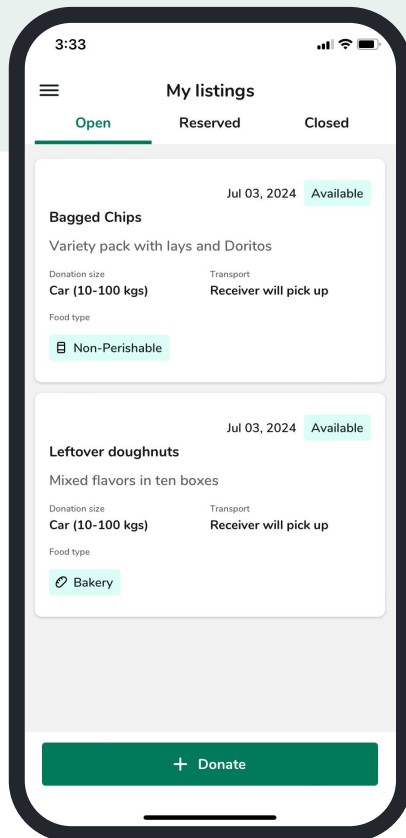 3:33
My listings
Open Reserved Closed
Jul 03, 2024 Available
Bagged Chips
Variety pack with lays and Doritos
Donation size Transport
Car (10-100 kgs) Receiver will pick up
Food type
Non-Perishable
Jul 03, 2024 Available
Leftover doughnuts
Mixed flavors in ten boxes
Donation size Transport
Car (10-100 kgs) Receiver will pick up
Food type
Bakery
+ Donate